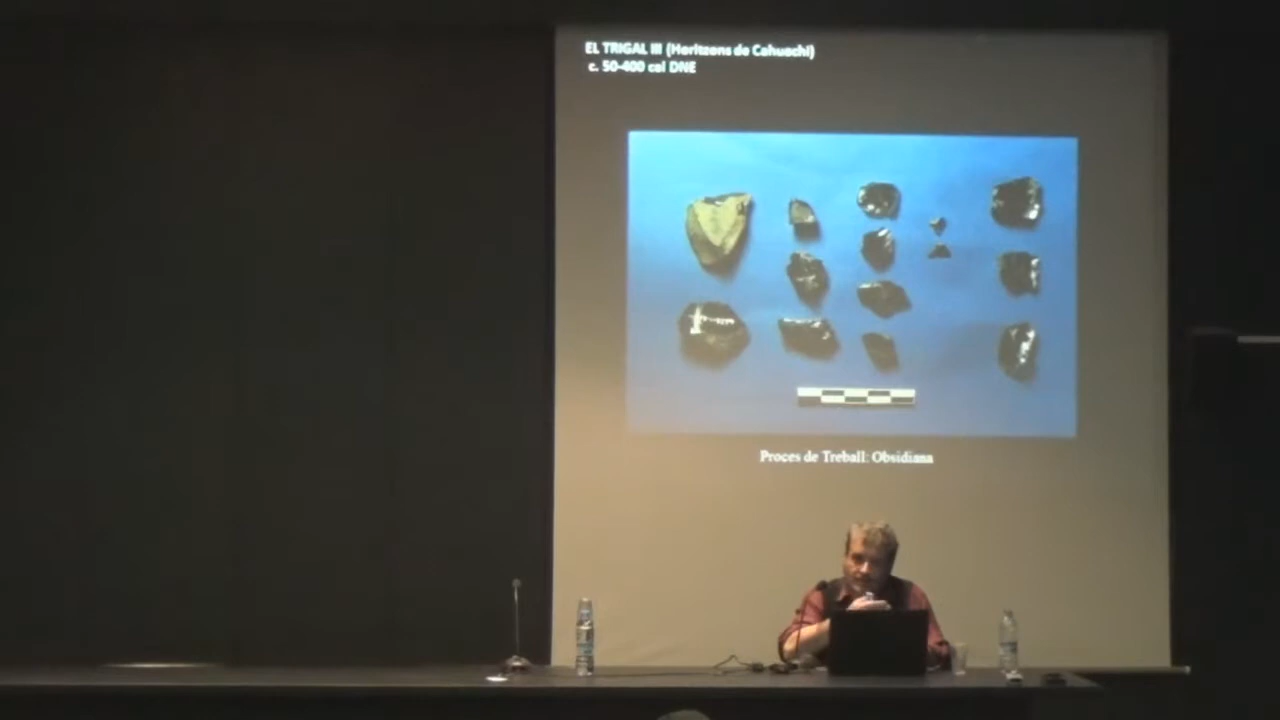 EL TRIGAL III (Horitzons de Cahuachi)
c. 50-400 cal DNE
Proces de Treball: Obsidiana